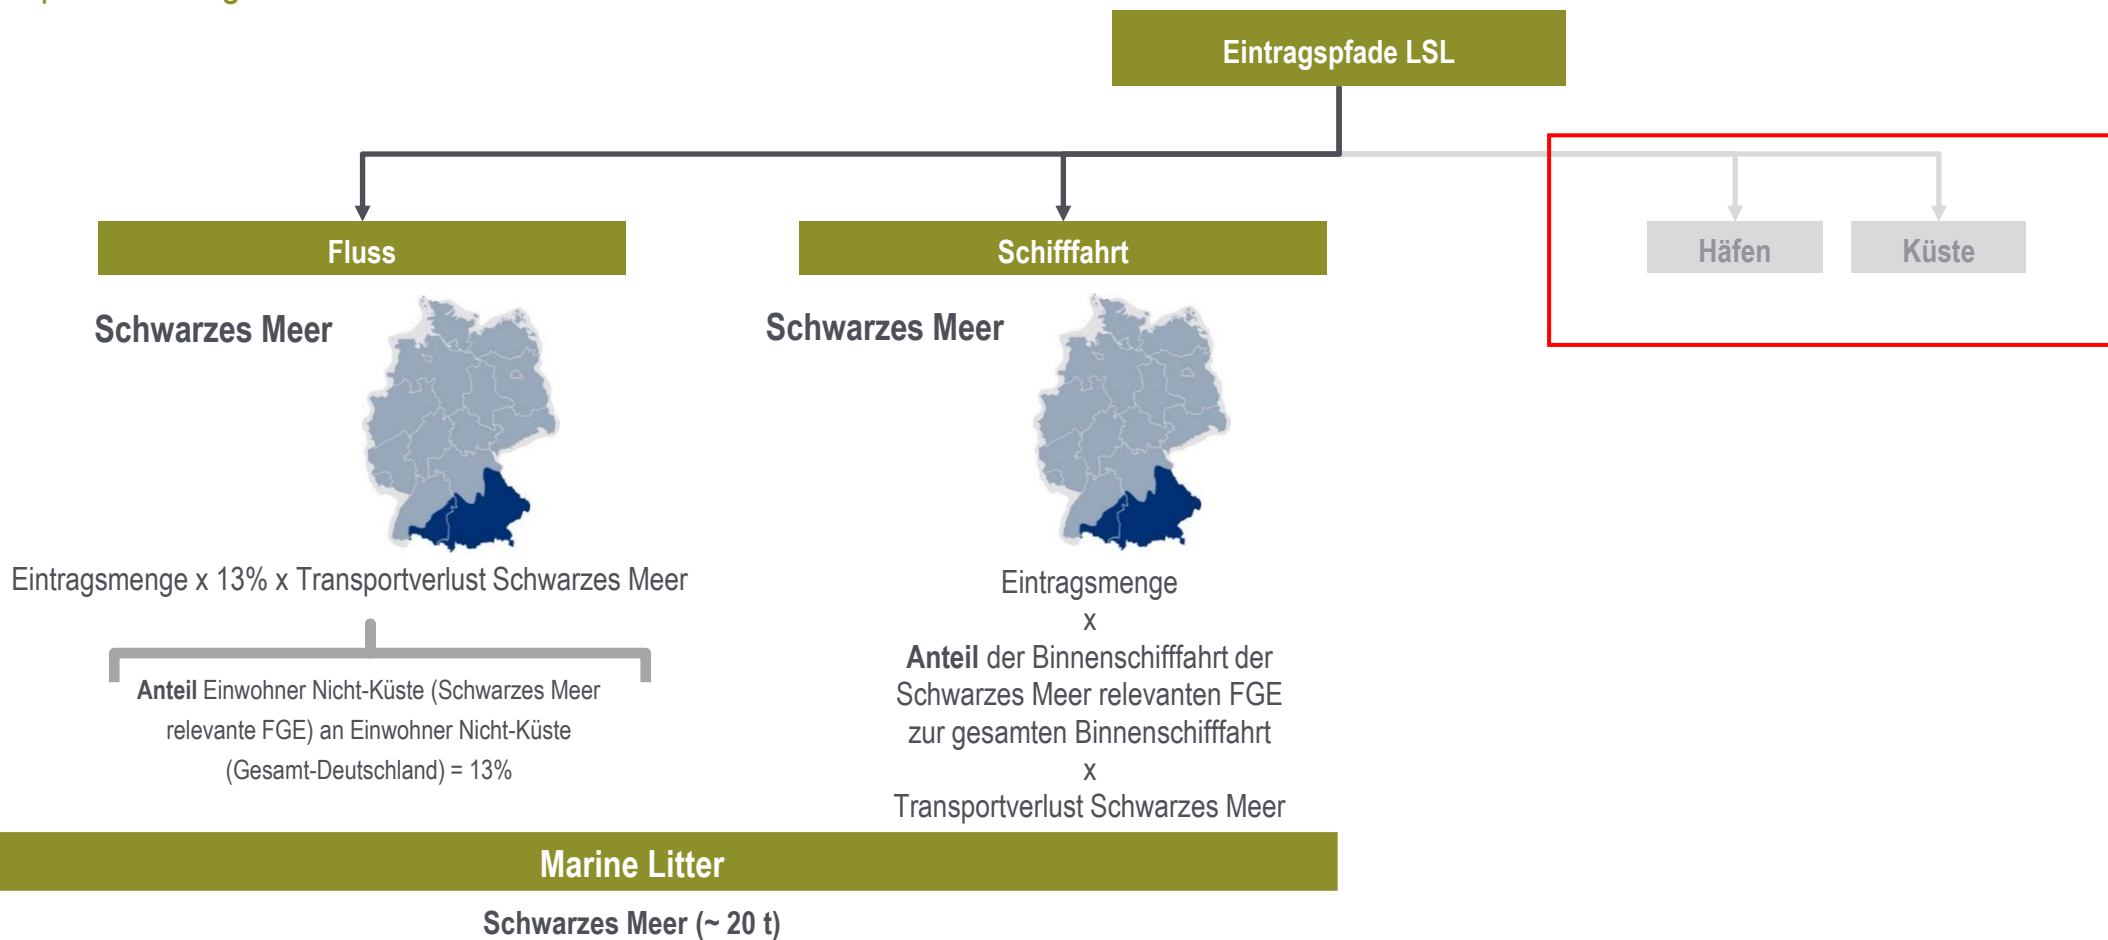 Eintragspfade LSL
Fluss
Schifffahrt
Häfen
Küste
Schwarzes Meer
Schwarzes Meer
Eintragsmenge x 13% x Transportverlust Schwarzes Meer
Anteil Einwohner Nicht-Küste (Schwarzes Meer
relevante FGE) an Einwohner Nicht-Küste
(Gesamt-Deutschland) = 13%
Eintragsmenge
x
Anteil der Binnenschifffahrt der
Schwarzes Meer relevanten FGE
zur gesamten Binnenschifffahrt
x
Transportverlust Schwarzes Meer
Marine Litter
Schwarzes Meer (~ 20 t)